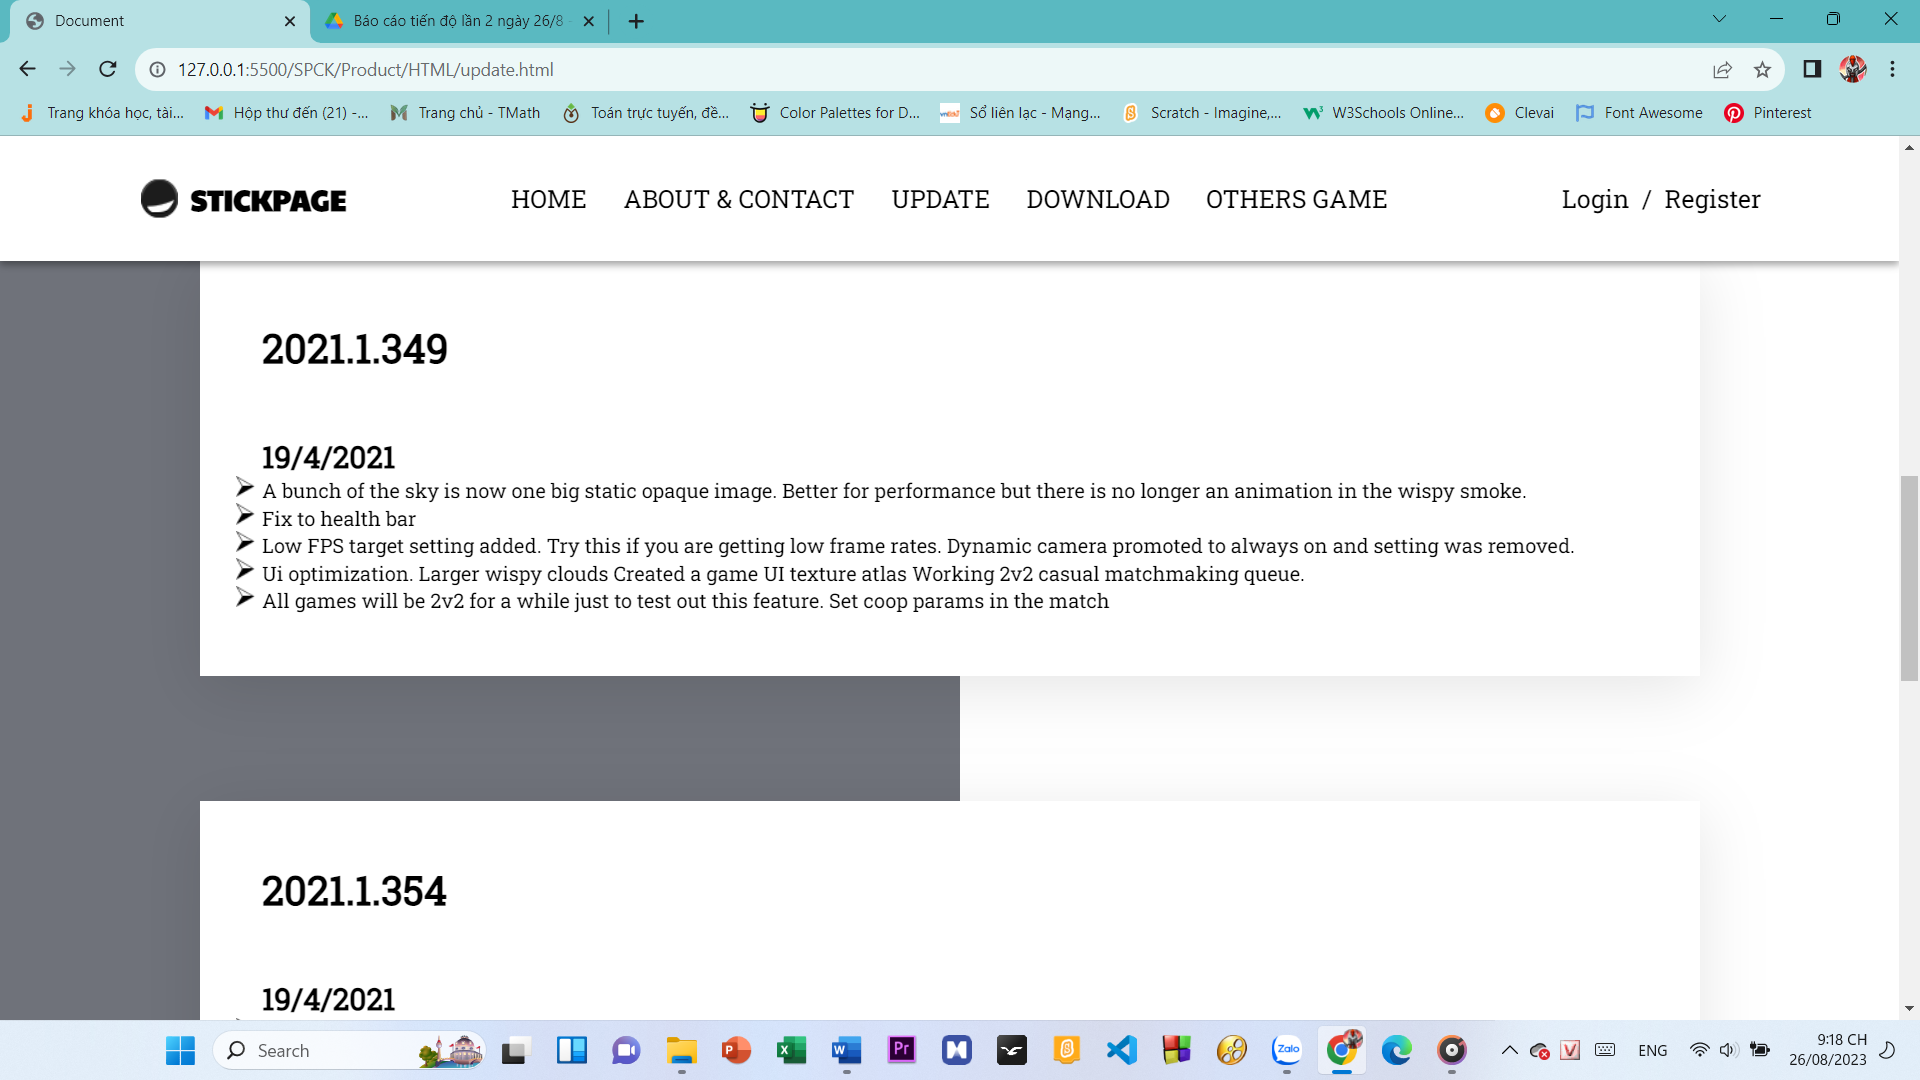 Document
Báo cáo tiến độ lần 2 ngày 26/8
127.0.0.1:5500/SPCK/Product/HTML/update.html
Trang khóa học, tài...
Hộp thư đến (21) -...
Trang chủ - TMath
Toán trực tuyến, đề...
Color Palettes for D...
Sổ liên lạc - Mạng...
Scratch - Imagine,...
W3Schools Online...
Clevai
Font Awesome
Pinterest
STICKPAGE
HOME
ABOUT & CONTACT
UPDATE
DOWNLOAD
OTHERS GAME
Login / Register
2021.1.349
19/4/2021
A bunch of the sky is now one big static opaque image. Better for performance but there is no longer an animation in the wispy smoke.
Fix to health bar
Low FPS target setting added. Try this if you are getting low frame rates. Dynamic camera promoted to always on and setting was removed.
Ui optimization. Larger wispy clouds Created a game UI texture atlas Working 2v2 casual matchmaking queue.
All games will be 2v2 for a while just to test out this feature. Set coop params in the match
2021.1.354
19/4/2021
Search
Pr
Zalo
ENG
9:18 CH
26/08/2023